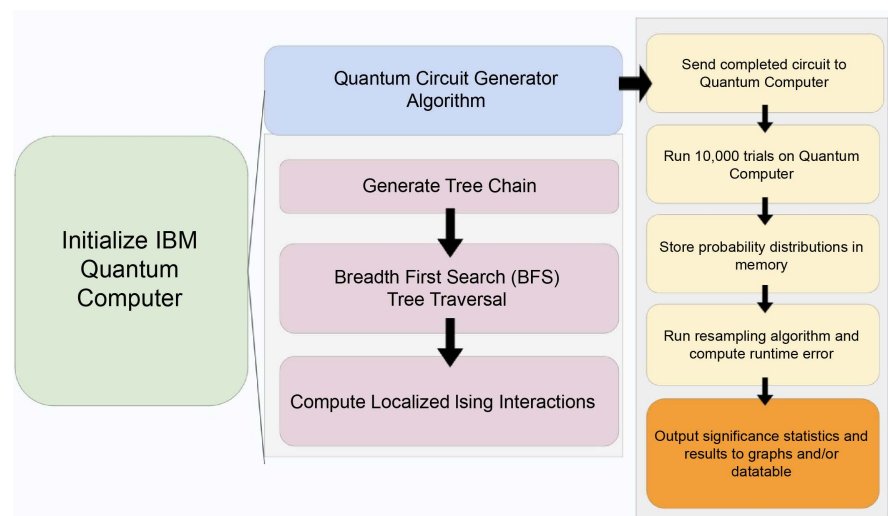 Initialize IBM
Quantum
Computer
Quantum Circuit Generator
Algorithm
Generate Tree Chain
Breadth First Search (BFS)
Tree Traversal
Compute Localized Ising Interactions
Send completed circuit to
Quantum Computer
Run 10,000 trials on Quantum
Computer
Store probability distributions in
memory
Run resampling algorithm and
compute runtime error
Output significance statistics and
results to graphs and/or
datatable